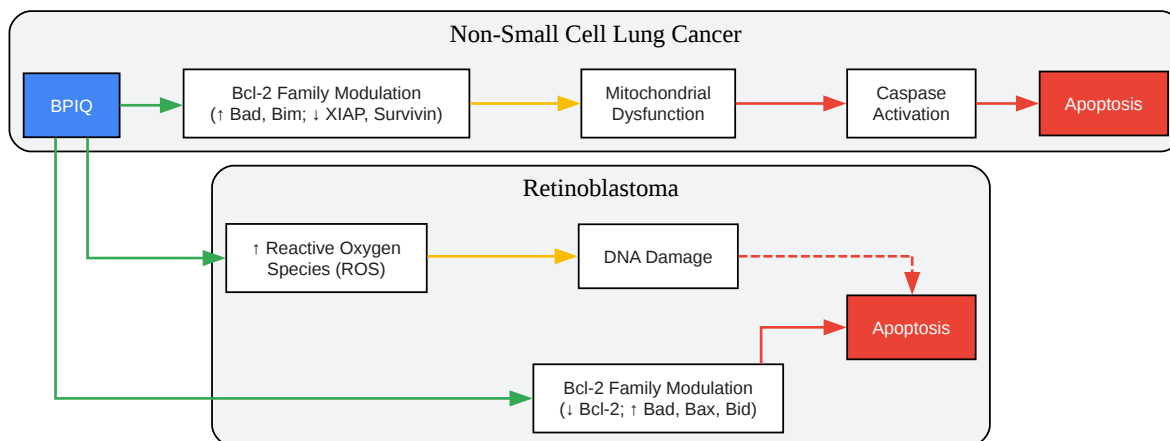 Non-Small Cell Lung Cancer
BPIQ
Bcl-2 Family Modulation
(↑ Bad, Bim; ↓ XIAP, Survivin)
Mitochondrial
Dysfunction
Caspase
Activation
Apoptosis
Retinoblastoma
↑ Reactive Oxygen
Species (ROS)
DNA Damage
Apoptosis
Bcl-2 Family Modulation
(↓ Bcl-2; ↑ Bad, Bax, Bid)